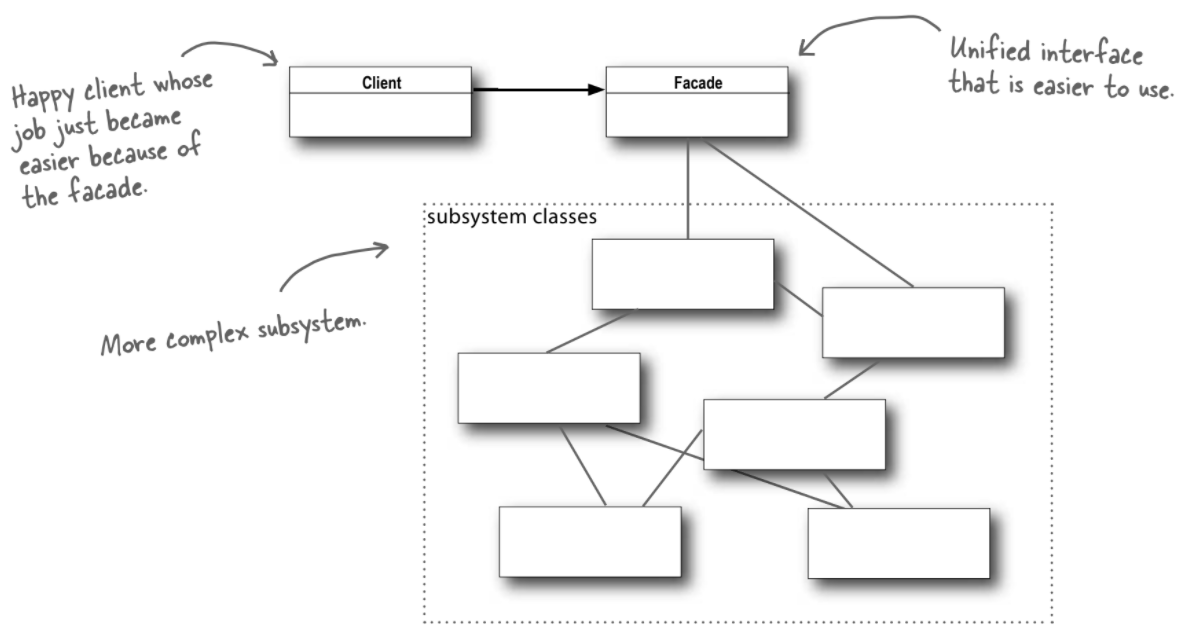 Happy client whose
job just became
easier because of
the facade.
Client
Facade
Unified interface
that is easier to use.
subsystem classes
More complex subsystem.